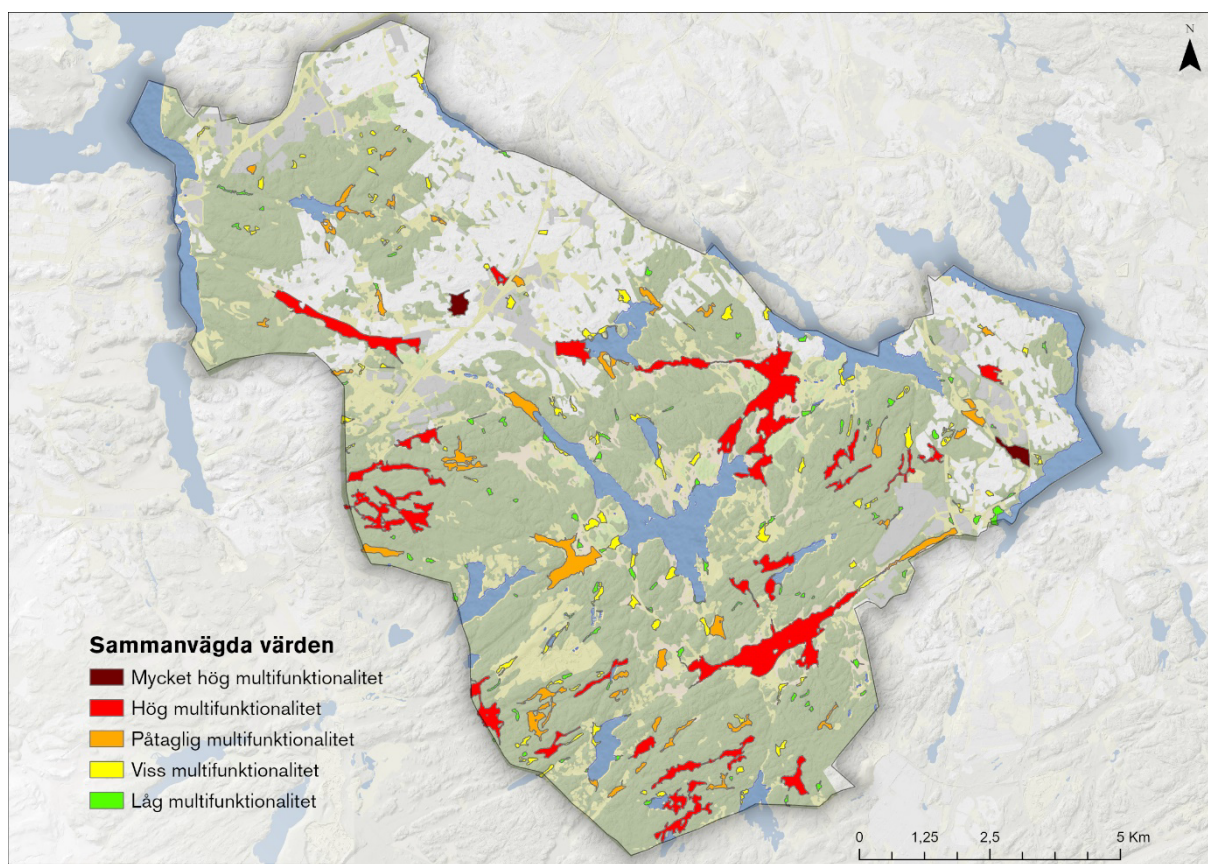 N
Sammanvägda värden
Mycket hög multifunktionalitet
Hög multifunktionalitet
Påtaglig multifunktionalitet
Viss multifunktionalitet
Låg multifunktionalitet
0 1,25 2,5 5 Km